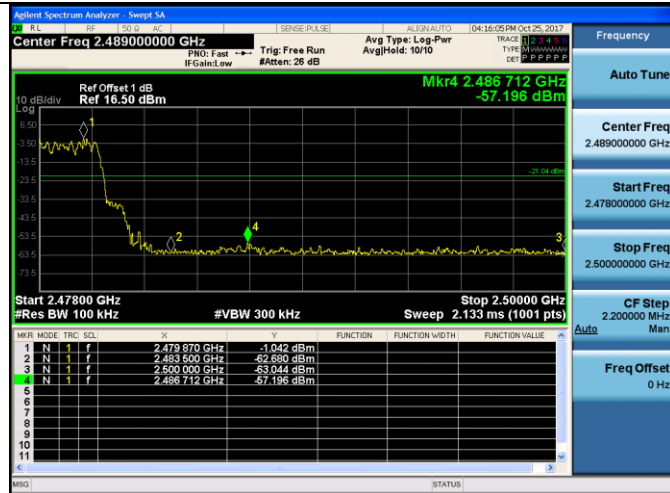 Agilent Spectrum Analyzer - Swept SA
RL RF 50 Ω AC SENSE:PULSE ALIGN AUTO 04:16:05 PM Oct 25, 2017
Center Freq 2.489000000 GHz
PNO: Fast
IFGain:Low
Trig: Free Run
#Atten: 26 dB
Avg Type: Log-Pwr
Avg|Hold: 10/10
TRACE 1 2 3 4 5 6
TYPE M
DET P P P P P P
Frequency
Auto Tune
Center Freq
2.489000000 GHz
Start Freq
2.478000000 GHz
Stop Freq
2.500000000 GHz
CF Step
2.200000 MHz
Auto Man
Freq Offset
0 Hz
Mkr4 2.486 712 GHz
-57.196 dBm
Ref Offset 1 dB
10 dB/div Ref 16.50 dBm
Log
6.50
-3.50
-13.5
-23.5
-33.5
-43.5
-53.5
-63.5
-73.5
1
2
3
4
-21.04 dBm
Start 2.47800 GHz Stop 2.50000 GHz
#Res BW 100 kHz #VBW 300 kHz Sweep 2.133 ms (1001 pts)
MKR MODE TRC SCL X Y FUNCTION FUNCTION WIDTH FUNCTION VALUE
1 N 1 f 2.479 870 GHz -1.042 dBm
2 N 1 f 2.483 500 GHz -62.680 dBm
3 N 1 f 2.500 000 GHz -63.044 dBm
4 N 1 f 2.486 712 GHz -57.196 dBm
5
6
7
8
9
10
11
MSG STATUS